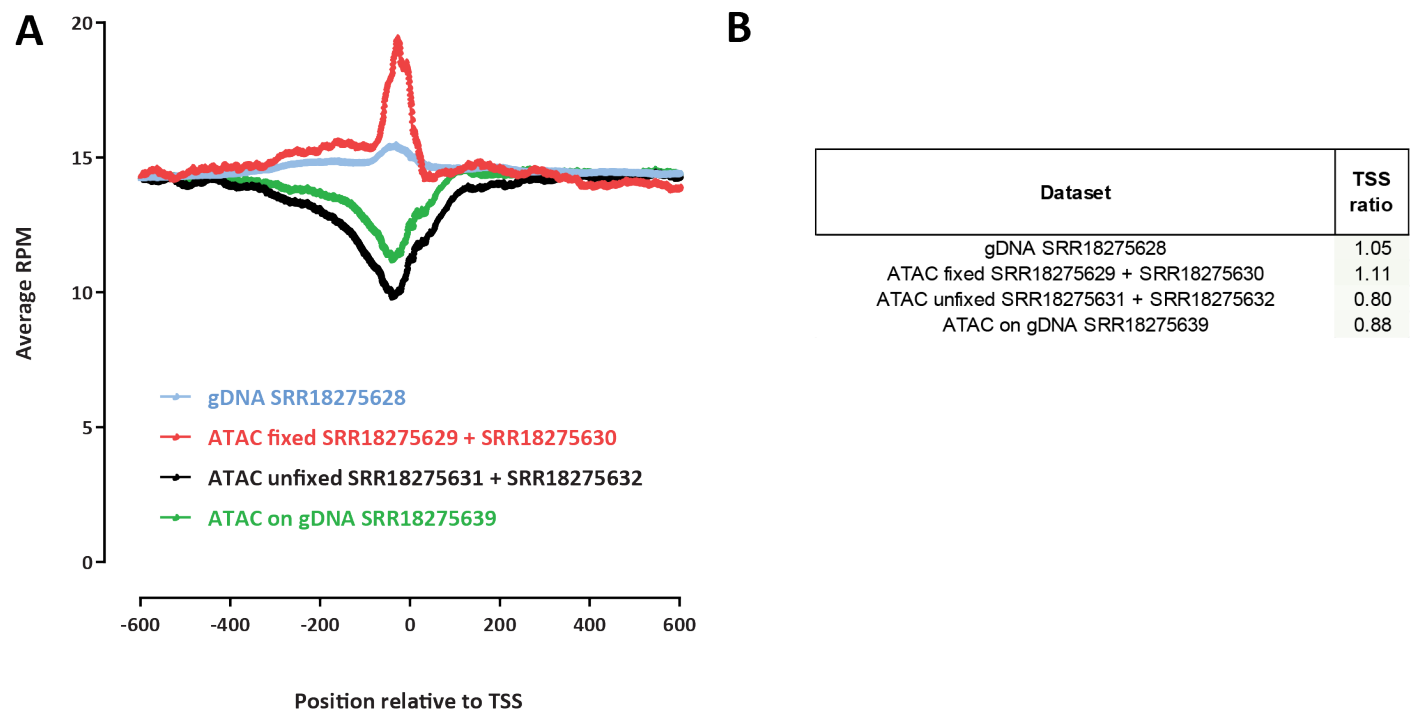 A
20
15
10
5
0
Average RPM
gDNA SRR18275628
ATAC fixed SRR18275629 + SRR18275630
ATAC unfixed SRR18275631 + SRR18275632
ATAC on gDNA SRR18275639
-600 -400 -200 0 200 400 600
Position relative to TSS
B
Dataset TSS
ratio
gDNA SRR18275628 1.05
ATAC fixed SRR18275629 + SRR18275630 1.11
ATAC unfixed SRR18275631 + SRR18275632 0.80
ATAC on gDNA SRR18275639 0.88